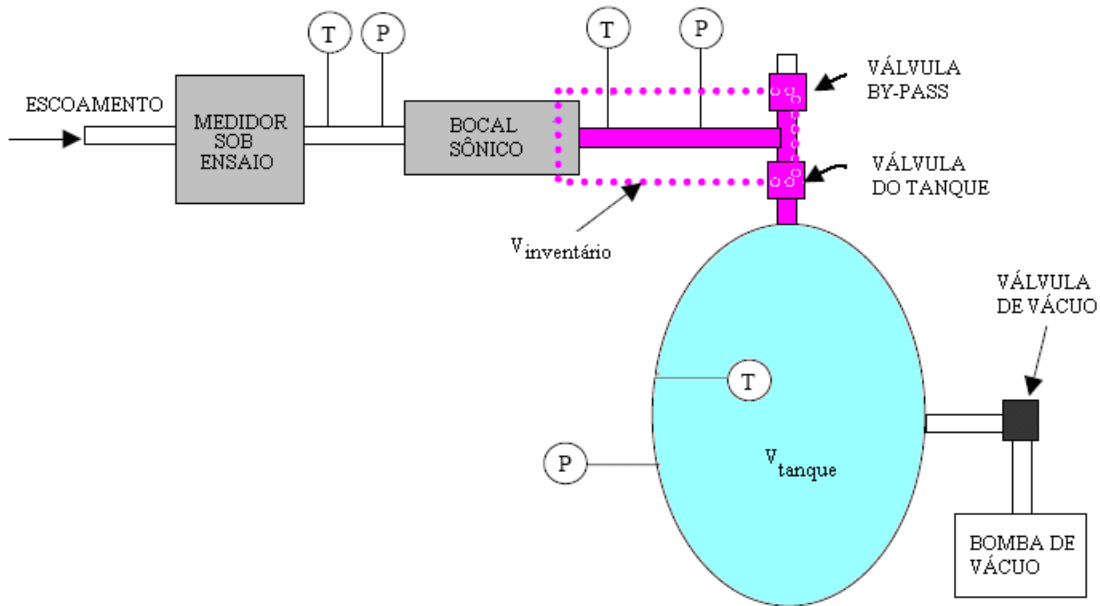 T
P
T
P
VÁLVULA
BY-PASS
ESCOAMENTO
MEDIDOR
SOB
ENSAIO
BOCAL
SÔNICO
VÁLVULA
DO TANQUE
Vinventário
VÁLVULA
DE VÁCUO
T
P
Vtanque
BOMBA DE
VÁCUO